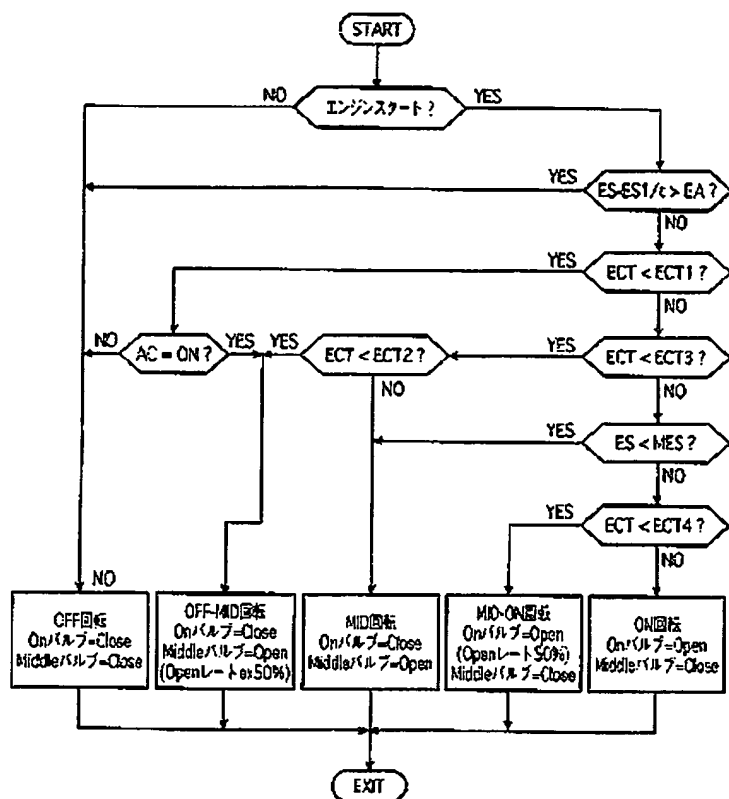 START
エンジンスタート?
NO
YES
ES-ES1/t > EA ?
YES
NO
ECT < ECT1 ?
YES
NO
AC = ON ?
NO
YES
ECT < ECT2 ?
YES
NO
ECT < ECT3 ?
YES
NO
ES < MES ?
YES
NO
ECT < ECT4 ?
YES
NO
NO
OFF回転
Onバルブ=Close
Middleバルブ=Close
OFF-MID回転
Onバルブ=Close
Middleバルブ=Open
(Openレートex50%)
MID回転
Onバルブ=Close
Middleバルブ=Open
MID-ON回転
Onバルブ=Open
(Openレート50%)
Middleバルブ=Close
ON回転
Onバルブ=Open
Middleバルブ=Close
EXIT